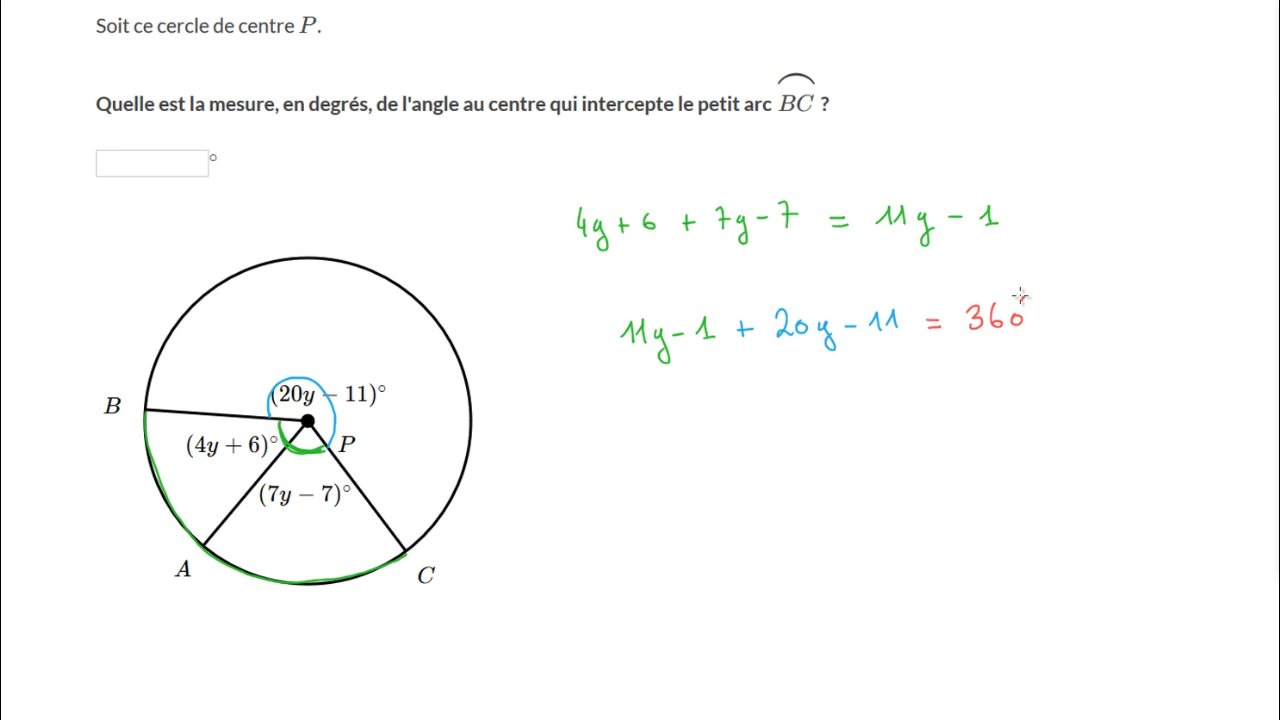 Soit ce cercle de centre P.
Quelle est la mesure, en degrés, de l'angle au centre qui intercepte le petit arc BC ?
°
4y + 6 + 7y - 7 = 11y - 1
11y - 1 + 20y - 11 = 360
(20y - 11)°
B
(4y + 6)°
P
(7y - 7)°
A
C